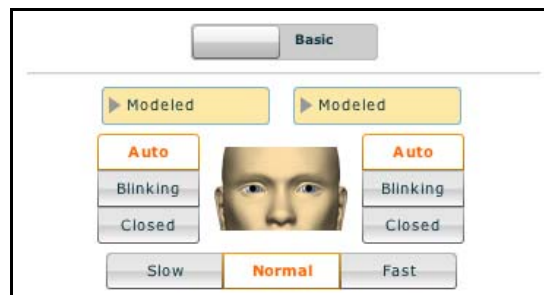 Basic
Modeled Modeled
Auto Auto
Blinking Blinking
Closed Closed
Slow Normal Fast